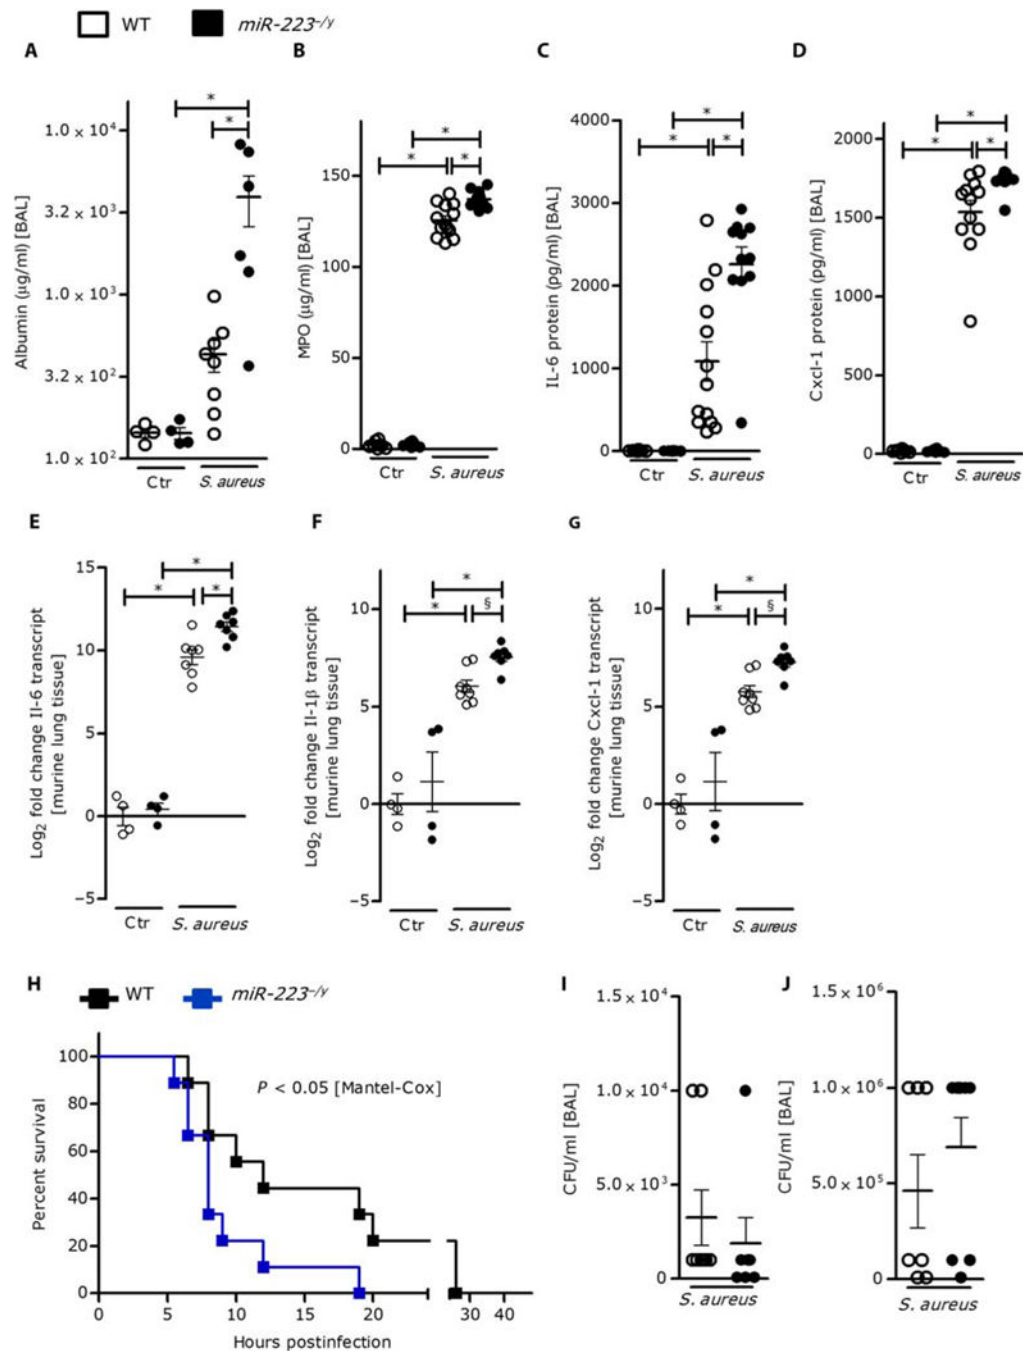 WT miR-223⁻/ʸ
A
B
C
D
Albumin (μg/ml) [BAL]
1.0 × 10⁴
3.2 × 10³
1.0 × 10³
3.2 × 10²
1.0 × 10²
* *
Ctr S. aureus
MPO (μg/ml) [BAL]
150
100
50
0
* * *
Ctr S. aureus
IL-6 protein (pg/ml) [BAL]
4000
3000
2000
1000
0
* * *
Ctr S. aureus
Cxcl-1 protein (pg/ml) [BAL]
2000
1500
1000
500
0
* * *
Ctr S. aureus
E
F
G
Log₂ fold change Il-6 transcript
[murine lung tissue]
15
10
5
0
−5
* * *
Ctr S. aureus
Log₂ fold change Il-1β transcript
[murine lung tissue]
10
5
0
−5
* * §
Ctr S. aureus
Log₂ fold change Cxcl-1 transcript
[murine lung tissue]
10
5
0
−5
* * §
Ctr S. aureus
H WT miR-223⁻/ʸ
Percent survival
100
80
60
40
20
0
P < 0.05 [Mantel-Cox]
0 5 10 15 20 30 40
Hours postinfection
I
CFU/ml [BAL]
1.5 × 10⁴
1.0 × 10⁴
5.0 × 10³
0
S. aureus
J
CFU/ml [BAL]
1.5 × 10⁶
1.0 × 10⁶
5.0 × 10⁵
0
S. aureus